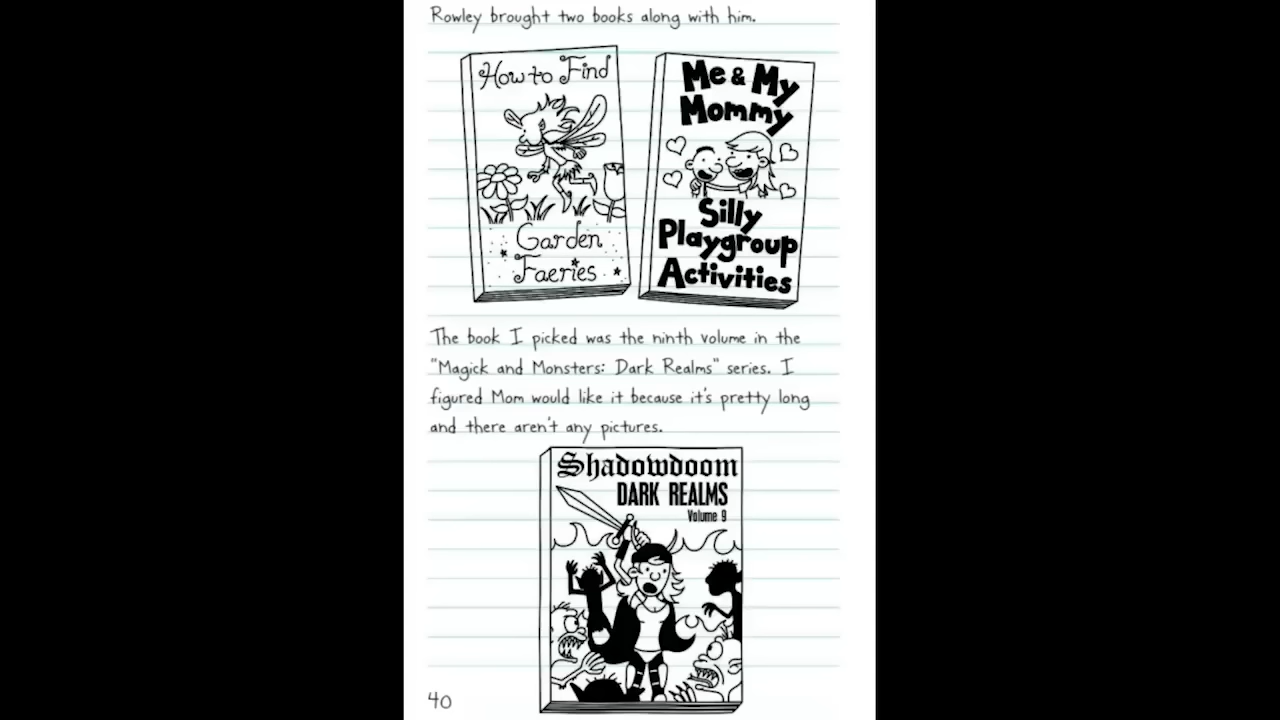 Rowley brought two books along with him.
How to Find
Garden
Faeries
Me & My
Mommy
Silly
Playgroup
Activities
The book I picked was the ninth volume in the
"Magick and Monsters: Dark Realms" series. I
figured Mom would like it because it's pretty long
and there aren't any pictures.
Shadowdoom
DARK REALMS
Volume 9
40